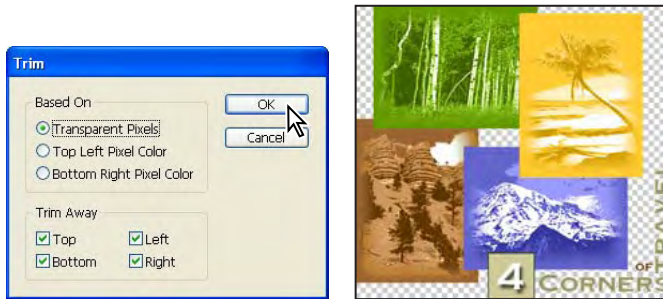 Trim
Based On
Transparent Pixels
Top Left Pixel Color
Bottom Right Pixel Color
OK
Cancel
Trim Away
Top
Left
Bottom
Right
4 CORNERS
OF
TRAVEL